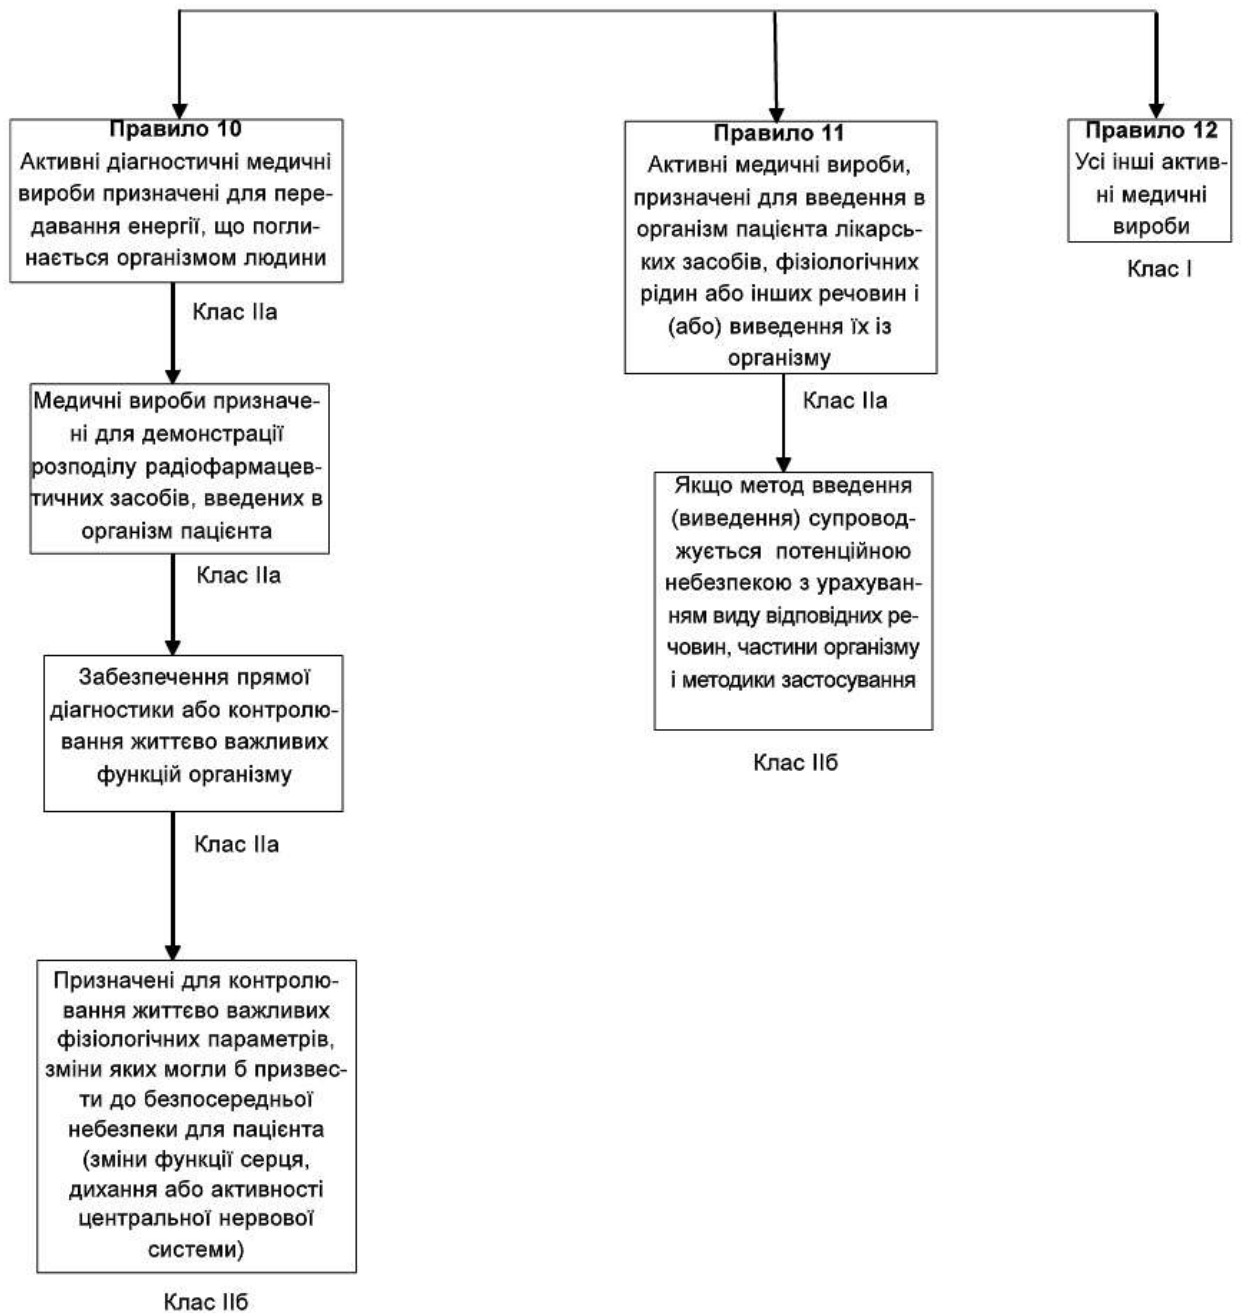 Правило 10
Активні діагностичні медичні
вироби призначені для пере-
давання енергії, що погли-
нається організмом людини
Клас IIа
Медичні вироби призначе-
ні для демонстрації
розподілу радіофармацев-
тичних засобів, введених в
організм пацієнта
Клас IIа
Забезпечення прямої
діагностики або контролю-
вання життєво важливих
функцій організму
Клас IIа
Призначені для контролю-
вання життєво важливих
фізіологічних параметрів,
зміни яких могли б призвес-
ти до безпосередньої
небезпеки для пацієнта
(зміни функції серця,
дихання або активності
центральної нервової
системи)
Клас IIб
Правило 11
Активні медичні вироби,
призначені для введення в
організм пацієнта лікарсь-
ких засобів, фізіологічних
рідин або інших речовин і
(або) виведення їх із
організму
Клас IIа
Якщо метод введення
(виведення) супровод-
жується потенційною
небезпекою з урахуван-
ням виду відповідних ре-
човин, частини організму
і методики застосування
Клас IIб
Правило 12
Усі інші актив-
ні медичні
вироби
Клас I